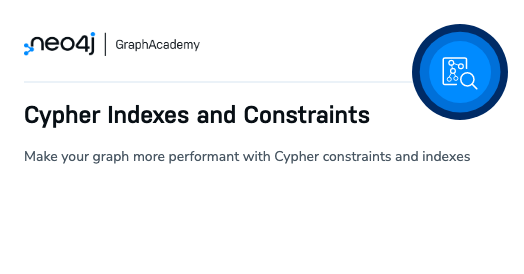 neo4j | GraphAcademy
Cypher Indexes and Constraints
Make your graph more performant with Cypher constraints and indexes